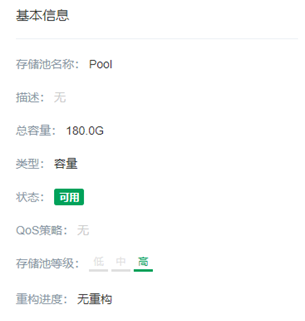 基本信息
存储池名称： Pool
描述： 无
总容量： 180.0G
类型： 容量
状态： 可用
QoS策略： 无
存储池等级： 低 中 高
重构进度： 无重构